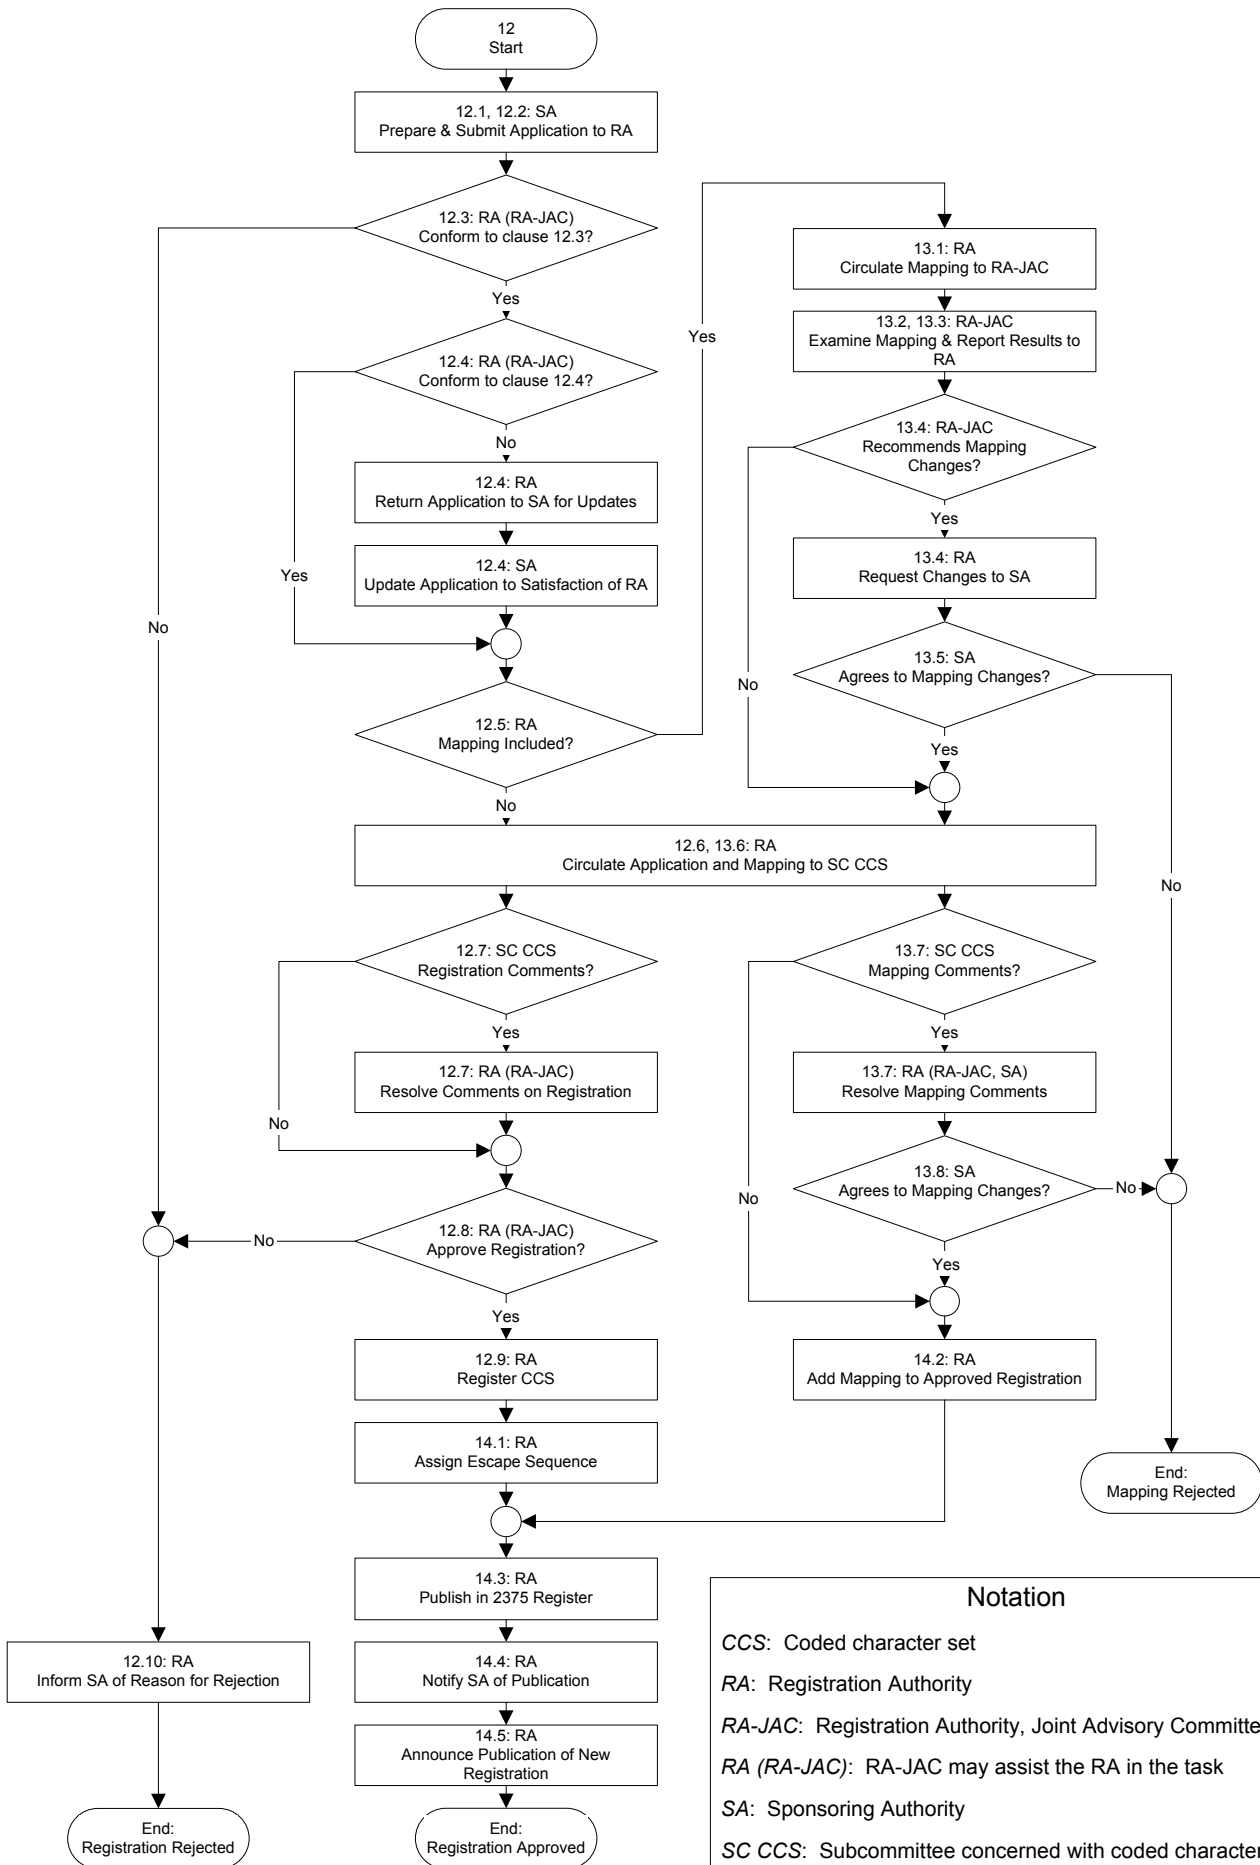 12
Start
12.1, 12.2: SA
Prepare & Submit Application to RA
12.3: RA (RA-JAC)
Conform to clause 12.3?
Yes
No
12.4: RA (RA-JAC)
Conform to clause 12.4?
No
Yes
12.4: RA
Return Application to SA for Updates
12.4: SA
Update Application to Satisfaction of RA
12.5: RA
Mapping Included?
Yes
No
13.1: RA
Circulate Mapping to RA-JAC
13.2, 13.3: RA-JAC
Examine Mapping & Report Results to
RA
13.4: RA-JAC
Recommends Mapping
Changes?
Yes
No
13.4: RA
Request Changes to SA
13.5: SA
Agrees to Mapping Changes?
Yes
No
12.6, 13.6: RA
Circulate Application and Mapping to SC CCS
12.7: SC CCS
Registration Comments?
Yes
No
12.7: RA (RA-JAC)
Resolve Comments on Registration
12.8: RA (RA-JAC)
Approve Registration?
No
Yes
13.7: SC CCS
Mapping Comments?
Yes
No
13.7: RA (RA-JAC, SA)
Resolve Mapping Comments
13.8: SA
Agrees to Mapping Changes?
No
Yes
12.9: RA
Register CCS
14.2: RA
Add Mapping to Approved Registration
14.1: RA
Assign Escape Sequence
End:
Mapping Rejected
14.3: RA
Publish in 2375 Register
12.10: RA
Inform SA of Reason for Rejection
14.4: RA
Notify SA of Publication
14.5: RA
Announce Publication of New
Registration
End:
Registration Rejected
End:
Registration Approved
Notation
CCS: Coded character set
RA: Registration Authority
RA-JAC: Registration Authority, Joint Advisory Committe
RA (RA-JAC): RA-JAC may assist the RA in the task
SA: Sponsoring Authority
SC CCS: Subcommittee concerned with coded character